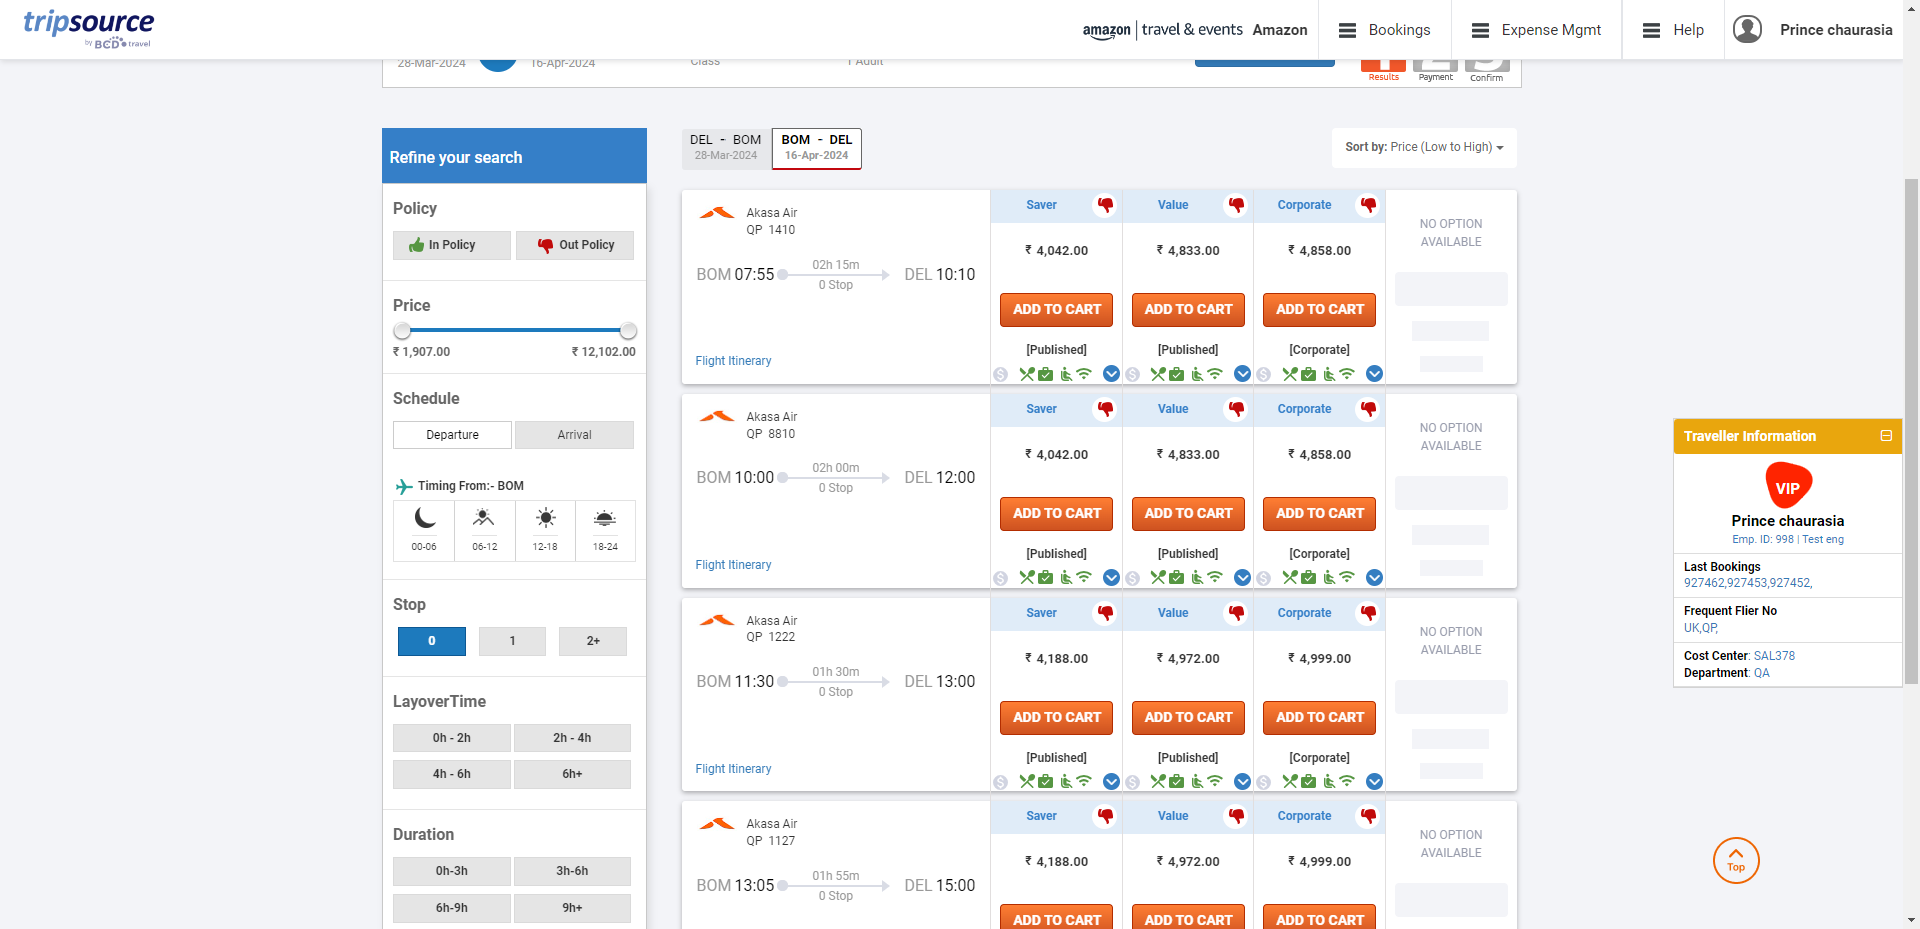 tripsource
by BCD travel
amazon travel & events Amazon
Bookings
Expense Mgmt
Help
Prince chaurasia
28-Mar-2024
16-Apr-2024
Class
1 Adult
Results
Payment
Confirm
Refine your search
Policy
In Policy
Out Policy
Price
₹ 1,907.00
₹ 12,102.00
Schedule
Departure
Arrival
Timing From:- BOM
00-06
06-12
12-18
18-24
Stop
0
1
2+
LayoverTime
0h - 2h
2h - 4h
4h - 6h
6h+
Duration
0h-3h
3h-6h
6h-9h
9h+
DEL - BOM
28-Mar-2024
BOM - DEL
16-Apr-2024
Sort by: Price (Low to High)
Akasa Air
QP 1410
BOM 07:55
02h 15m
0 Stop
DEL 10:10
Flight Itinerary
Saver
₹ 4,042.00
ADD TO CART
[Published]
Value
₹ 4,833.00
ADD TO CART
[Published]
Corporate
₹ 4,858.00
ADD TO CART
[Corporate]
NO OPTION
AVAILABLE
Akasa Air
QP 8810
BOM 10:00
02h 00m
0 Stop
DEL 12:00
Flight Itinerary
Saver
₹ 4,042.00
ADD TO CART
[Published]
Value
₹ 4,833.00
ADD TO CART
[Published]
Corporate
₹ 4,858.00
ADD TO CART
[Corporate]
NO OPTION
AVAILABLE
Akasa Air
QP 1222
BOM 11:30
01h 30m
0 Stop
DEL 13:00
Flight Itinerary
Saver
₹ 4,188.00
ADD TO CART
[Published]
Value
₹ 4,972.00
ADD TO CART
[Published]
Corporate
₹ 4,999.00
ADD TO CART
[Corporate]
NO OPTION
AVAILABLE
Akasa Air
QP 1127
BOM 13:05
01h 55m
0 Stop
DEL 15:00
Saver
₹ 4,188.00
ADD TO CART
Value
₹ 4,972.00
ADD TO CART
Corporate
₹ 4,999.00
ADD TO CART
NO OPTION
AVAILABLE
Traveller Information
VIP
Prince chaurasia
Emp. ID: 998 | Test eng
Last Bookings
927462,927453,927452,
Frequent Flier No
UK,QP,
Cost Center: SAL378
Department: QA
Top